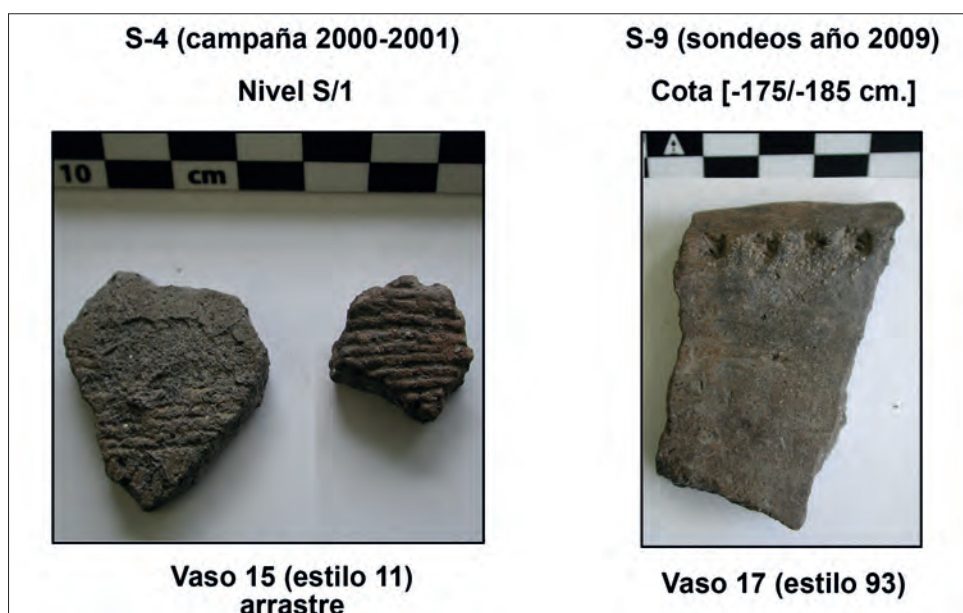 S-4 (campaña 2000-2001)
Nivel S/1
10 cm
Vaso 15 (estilo 11)
arrastre
S-9 (sondeos año 2009)
Cota [-175/-185 cm.]
Vaso 17 (estilo 93)